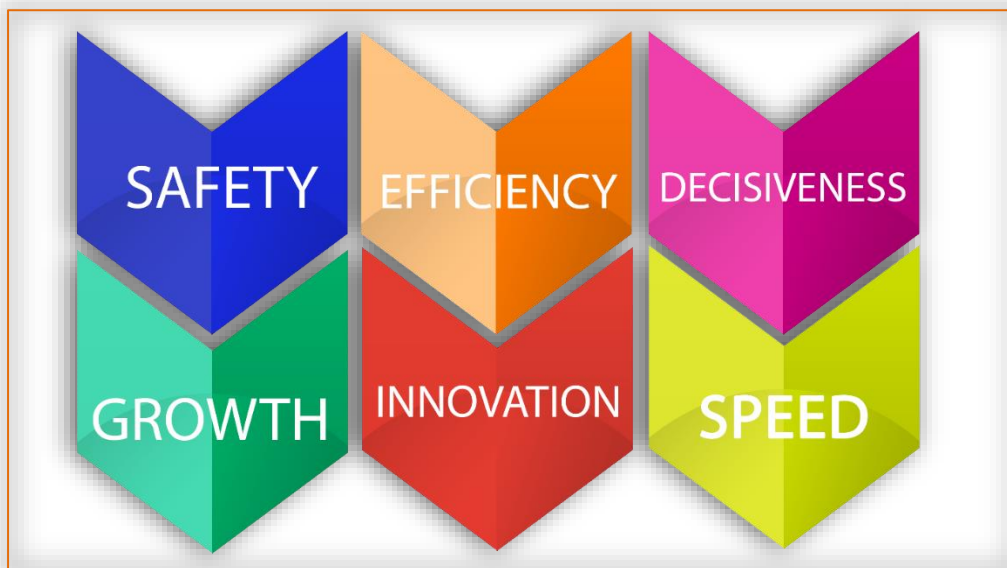 SAFETY
EFFICIENCY
DECISIVENESS
GROWTH
INNOVATION
SPEED